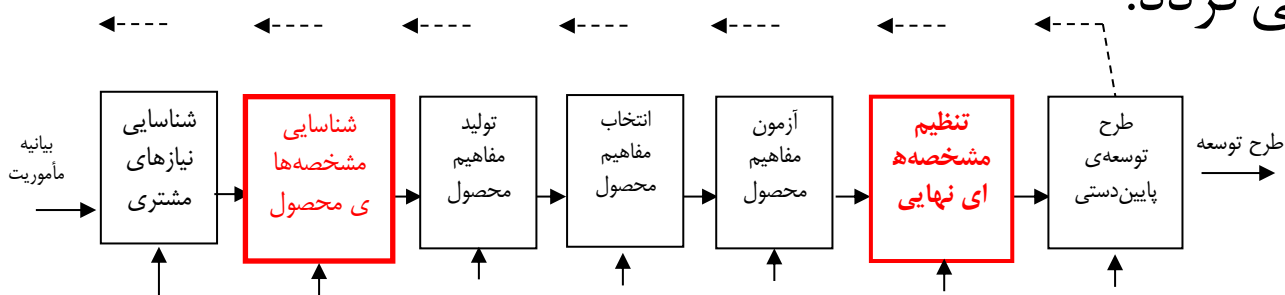 ی گردد.
بیانیه
مأموریت
شناسایی
نیازهای
مشتری
شناسایی
مشخصه‌ها
ی محصول
تولید
مفاهیم
محصول
انتخاب
مفاهیم
محصول
آزمون
مفاهیم
محصول
تنظیم
مشخصه‌ه
ای نهایی
طرح
توسعه‌ی
پایین‌دستی
طرح توسعه